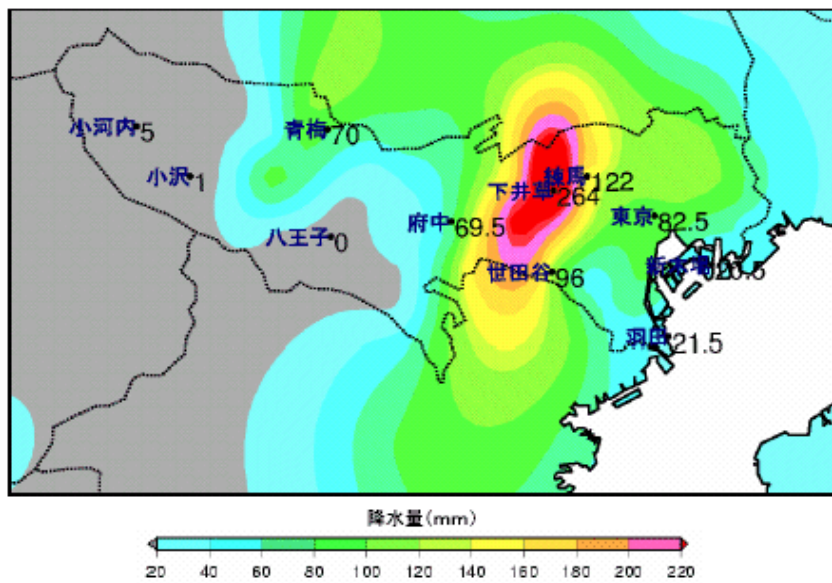 小河内 5
青梅 70
小沢 1
練馬 122
下井草 264
府中 69.5
東京 82.5
八王子 0
世田谷 96
羽田 21.5
降水量(mm)
20 40 60 80 100 120 140 160 180 200 220